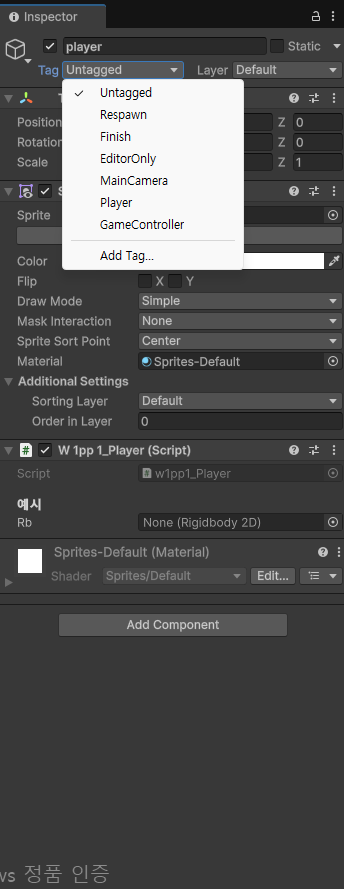 Inspector
player
Static
Tag Untagged Layer Default
Untagged
Respawn
Finish
EditorOnly
MainCamera
Player
GameController
Add Tag...
Position Z 0
Rotation Z 0
Scale Z 1
Sprite
Color
Flip X Y
Draw Mode Simple
Mask Interaction None
Sprite Sort Point Center
Material Sprites-Default
Additional Settings
Sorting Layer Default
Order in Layer 0
# W 1pp 1_Player (Script)
Script # w1pp1_Player
예시
Rb None (Rigidbody 2D)
Sprites-Default (Material)
Shader Sprites/Default Edit...
Add Component
ws 정품 인증